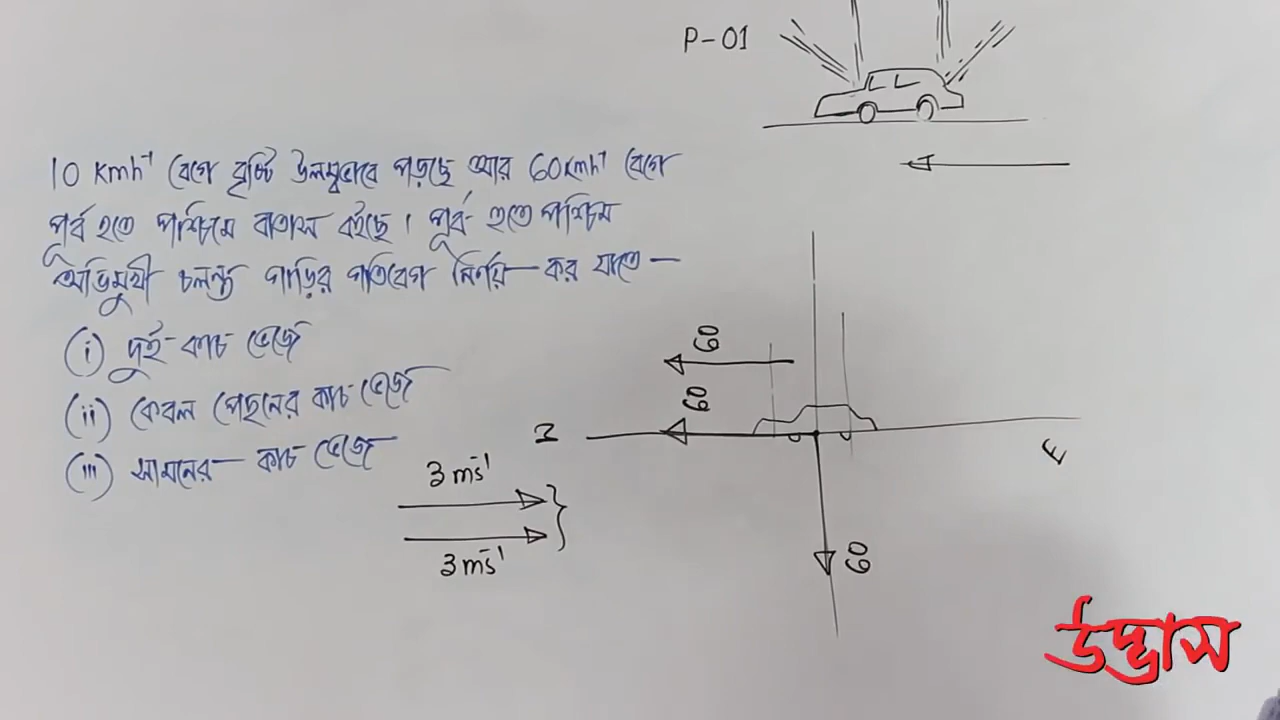 P-01
10 kmh⁻¹ বেগে বৃষ্টি উলম্বভাবে পড়ছে আর 60kmh⁻¹ বেগে
পূর্ব হতে পশ্চিমে বাতাস বইছে। পূর্ব হতে পশ্চিম
অভিমুখী চলন্ত গাড়ির গতিবেগ নির্ণয় কর যাতে —
(i) দুই কাচ ভেজে
(ii) কেবল পেছনের কাচ ভেজে
(iii) সামনের কাচ ভেজে
60
60
E
3 ms⁻¹
3 ms⁻¹
60
উদ্ভাস